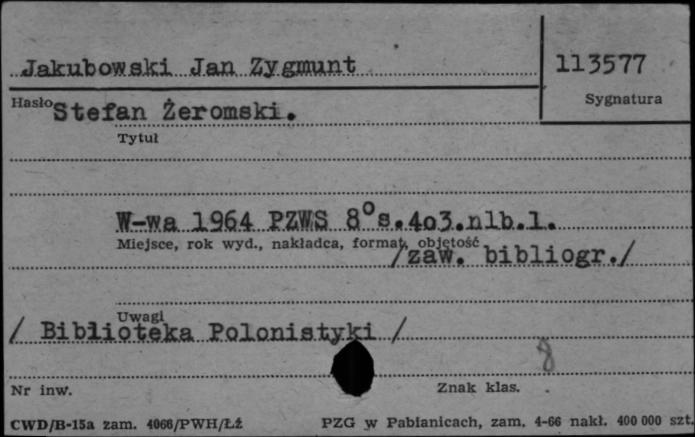 Jakubowski Jan Zygmunt 113577
Hasło Sygnatura
Stefan Żeromski.
Tytuł
W-wa 1964 PZWS 8° s.403.nlb.1.
Miejsce, rok wyd., nakładca, format, objętość
/zaw. bibliogr./
Uwagi
/ Biblioteka Polonistyki /
8
Nr inw. Znak klas.
CWD/B-15a zam. 4066/PWH/Łź PZG w Pabianicach, zam. 4-66 nakł. 400 000 szt.